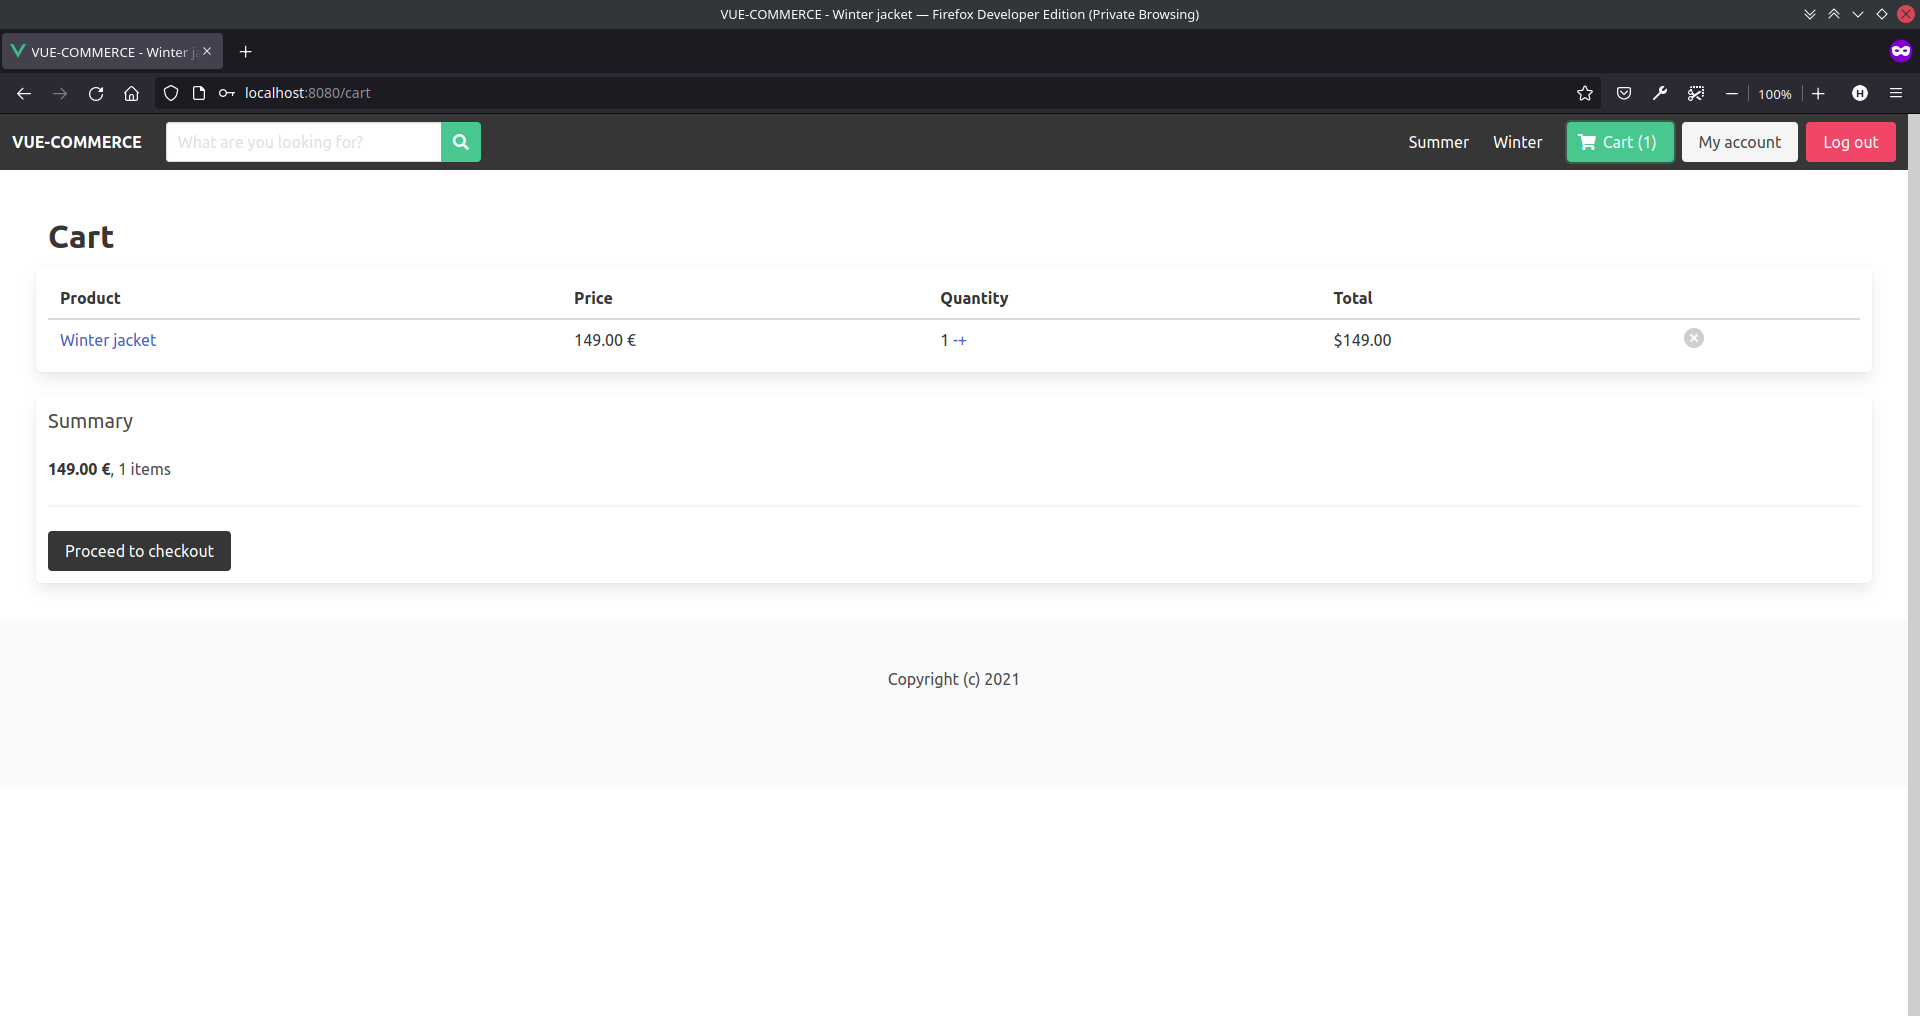 VUE-COMMERCE - Winter jacket — Firefox Developer Edition (Private Browsing)
VUE-COMMERCE - Winter j
localhost:8080/cart
100%
H
VUE-COMMERCE
What are you looking for?
Summer
Winter
Cart (1)
My account
Log out
Cart
Product Price Quantity Total
Winter jacket 149.00 € 1 -+ $149.00
Summary
149.00 €, 1 items
Proceed to checkout
Copyright (c) 2021